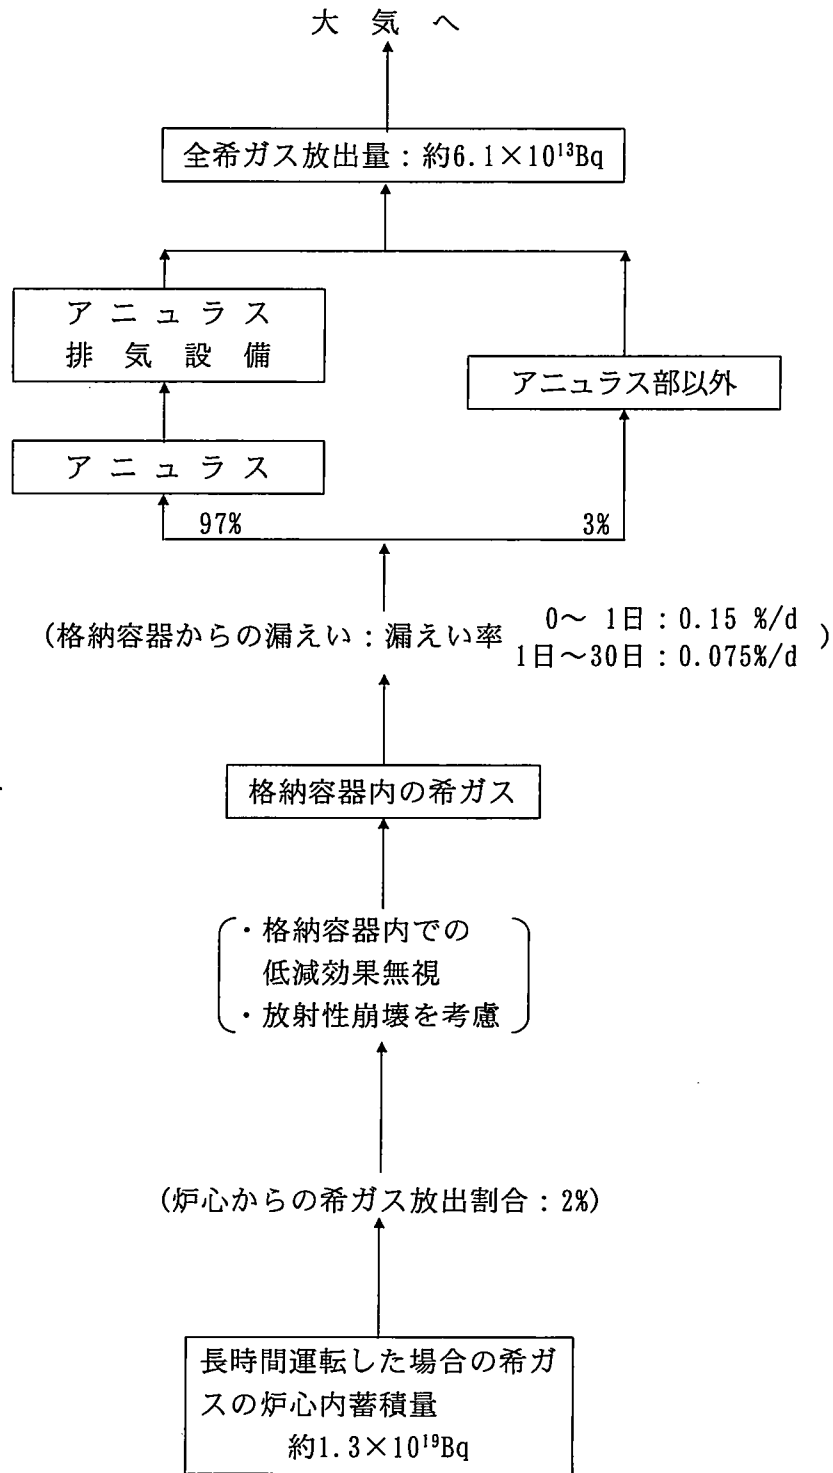 大 気 へ
全希ガス放出量：約6.1×10¹³Bq
ア ニ ュ ラ ス
排 気 設 備
アニュラス部以外
ア ニ ュ ラ ス
97%
3%
(格納容器からの漏えい：漏えい率 0～ 1日：0.15 %/d
1日～30日：0.075%/d )
格納容器内の希ガス
・格納容器内での
低減効果無視
・放射性崩壊を考慮
(炉心からの希ガス放出割合：2%)
長時間運転した場合の希ガ
スの炉心内蓄積量
約1.3×10¹⁹Bq